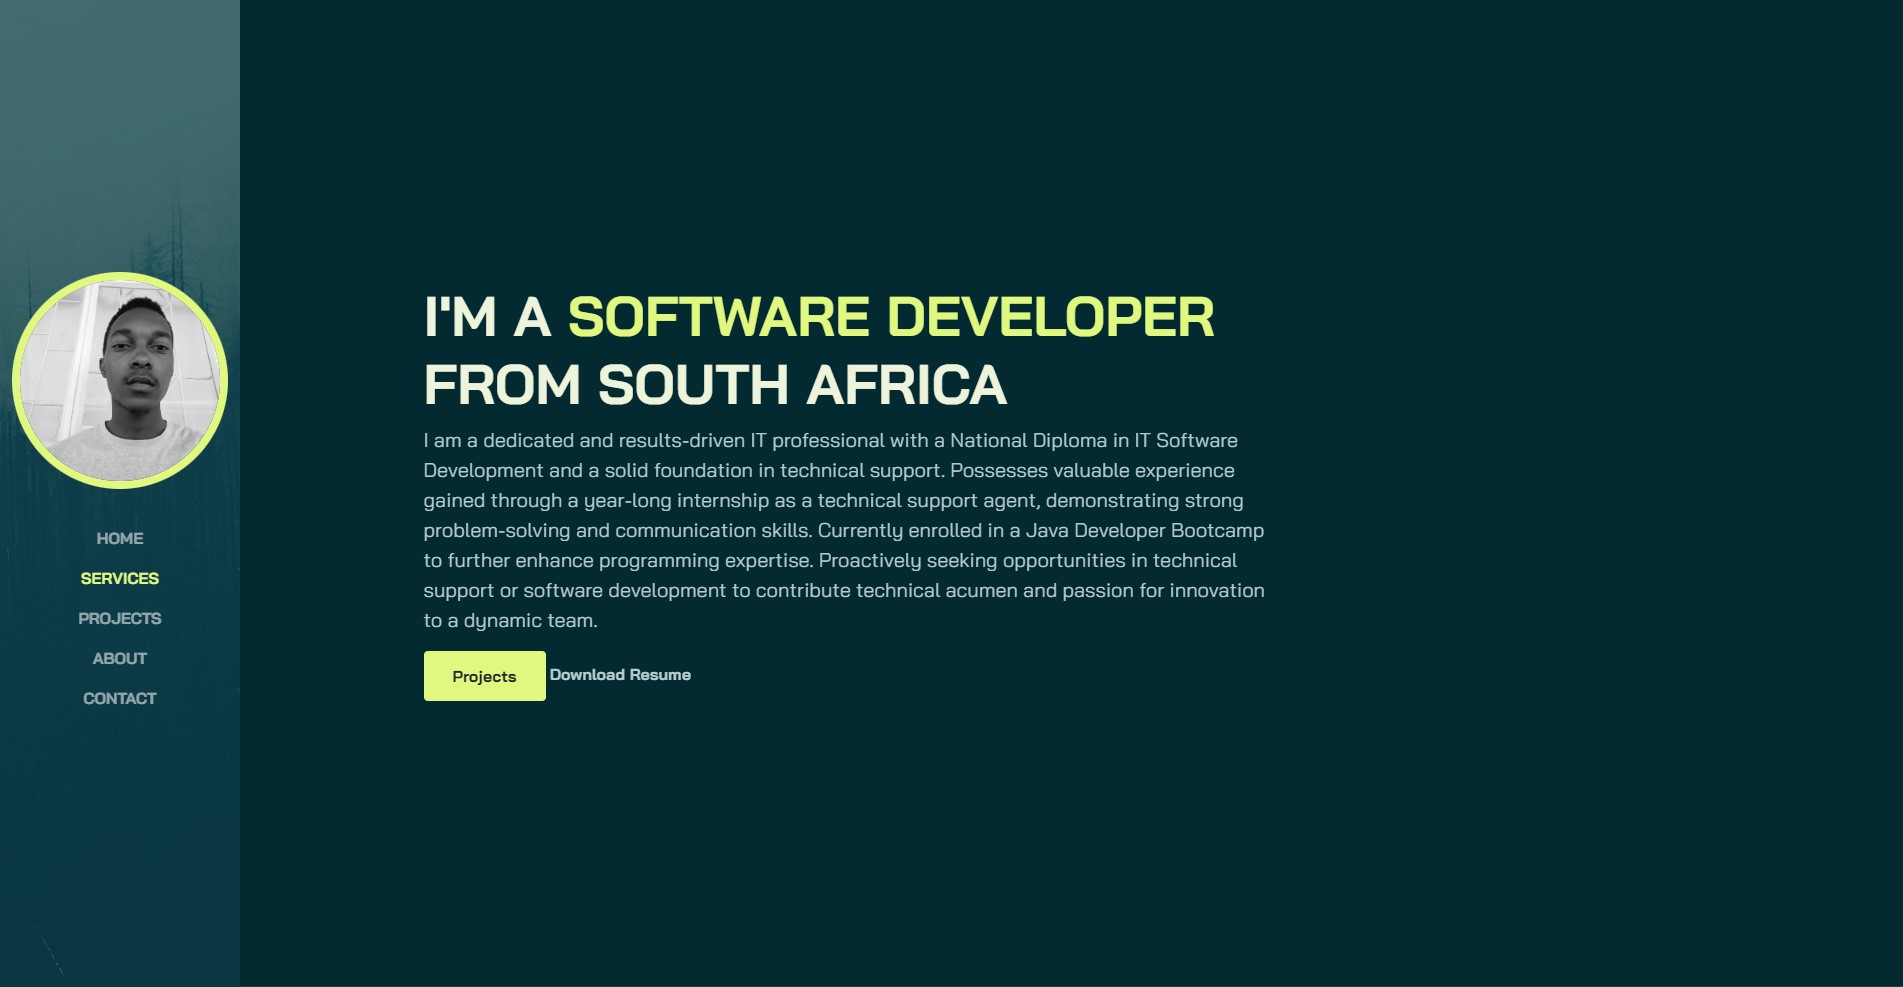 HOME
SERVICES
PROJECTS
ABOUT
CONTACT
I'M A SOFTWARE DEVELOPER
FROM SOUTH AFRICA
I am a dedicated and results-driven IT professional with a National Diploma in IT Software
Development and a solid foundation in technical support. Possesses valuable experience
gained through a year-long internship as a technical support agent, demonstrating strong
problem-solving and communication skills. Currently enrolled in a Java Developer Bootcamp
to further enhance programming expertise. Proactively seeking opportunities in technical
support or software development to contribute technical acumen and passion for innovation
to a dynamic team.
Projects Download Resume